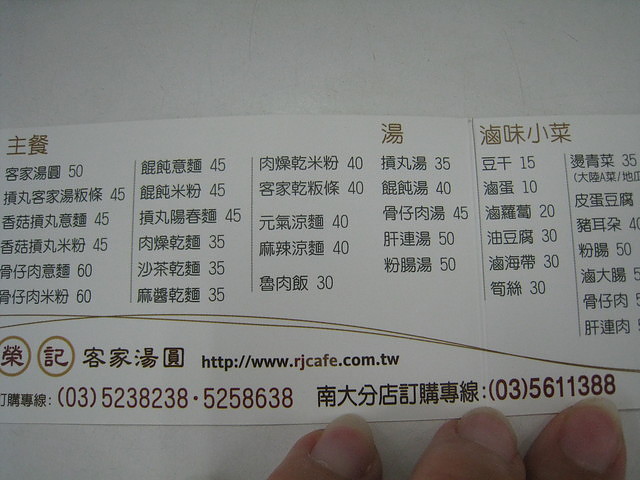 主餐
客家湯圓 50
摃丸客家湯粄條 45
香菇摃丸意麵 45
香菇摃丸米粉 45
骨仔肉意麵 60
骨仔肉米粉 60
餛飩意麵 45
餛飩米粉 45
摃丸陽春麵 45
肉燥乾麵 35
沙茶乾麵 35
麻醬乾麵 35
肉燥乾米粉 40
客家乾粄條 40
元氣涼麵 40
麻辣涼麵 40
魯肉飯 30
湯
摃丸湯 35
餛飩湯 40
骨仔肉湯 45
肝連湯 50
粉腸湯 50
滷味小菜
豆干 15
滷蛋 10
滷蘿蔔 20
油豆腐 30
滷海帶 30
筍絲 30
燙青菜 35
(大陸A菜/地瓜
皮蛋豆腐
豬耳朵 40
粉腸 50
滷大腸 5
骨仔肉 5
肝連肉 5
榮記 客家湯圓 http://www.rjcafe.com.tw
訂購專線:(03)5238238・5258638 南大分店訂購專線:(03)5611388